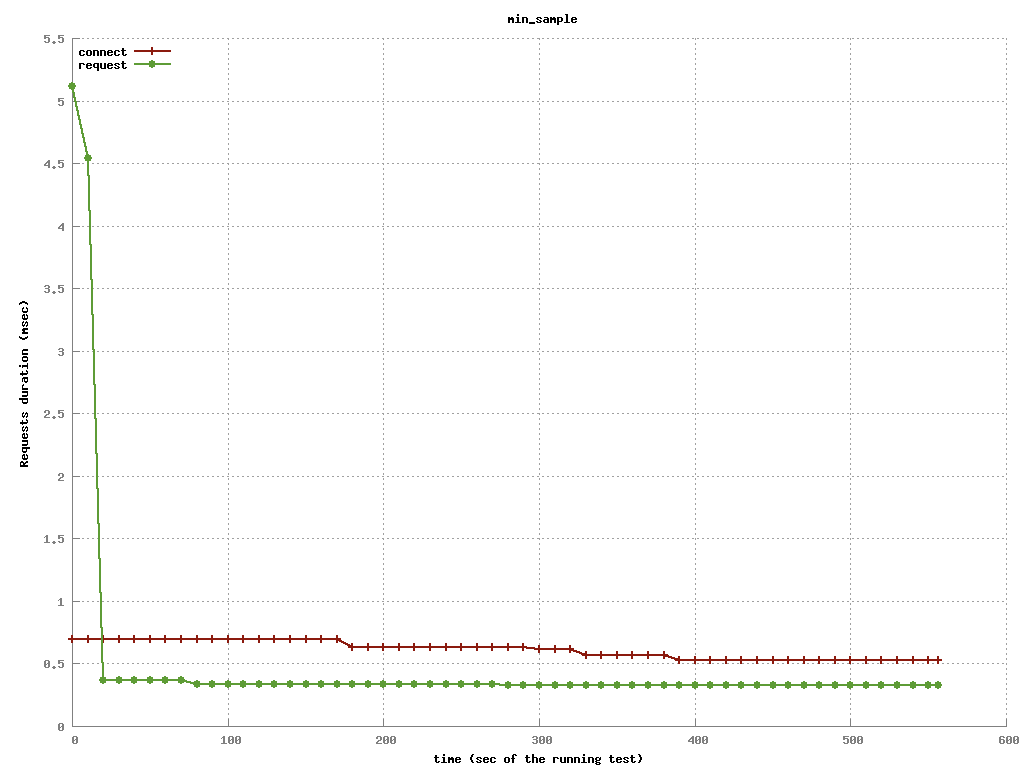 min_sample
connect
request
5.5
5
4.5
4
3.5
3
2.5
2
1.5
1
0.5
0
Requests duration (msec)
0 100 200 300 400 500 600
time (sec of the running test)